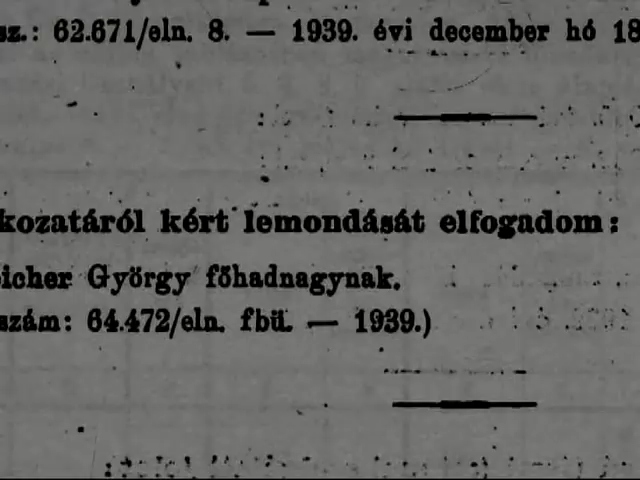 sz.: 62.671/eln. 8. — 1939. évi december hó 18
kozatáról kért lemondását elfogadom:
icher György főhadnagynak.
szám: 64.472/eln. fbü. — 1939.)